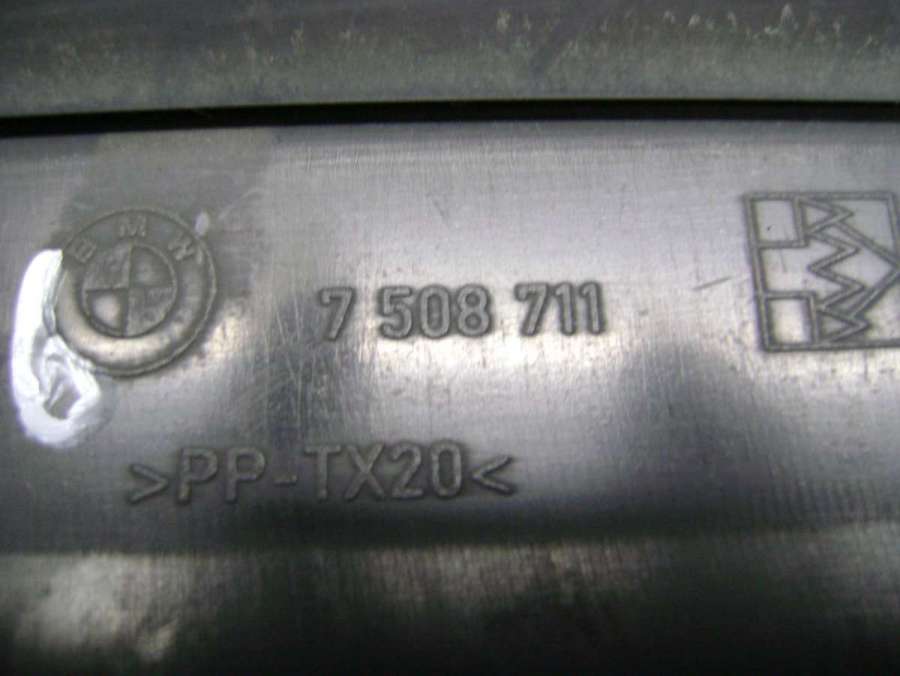 BMW
7 508 711
>PP-TX20<